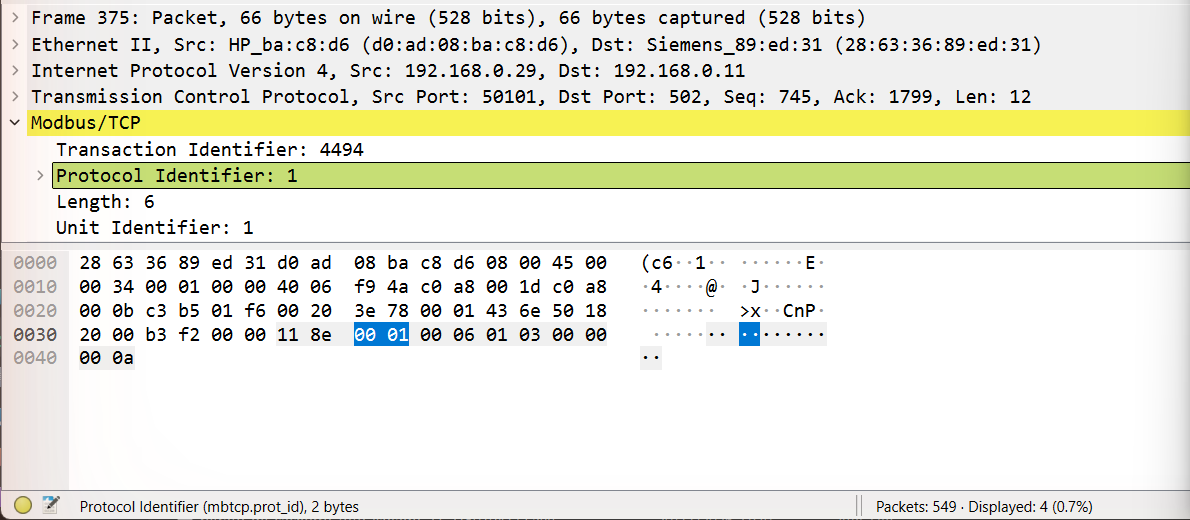 Frame 375: Packet, 66 bytes on wire (528 bits), 66 bytes captured (528 bits)
Ethernet II, Src: HP_ba:c8:d6 (d0:ad:08:ba:c8:d6), Dst: Siemens_89:ed:31 (28:63:36:89:ed:31)
Internet Protocol Version 4, Src: 192.168.0.29, Dst: 192.168.0.11
Transmission Control Protocol, Src Port: 50101, Dst Port: 502, Seq: 745, Ack: 1799, Len: 12
Modbus/TCP
Transaction Identifier: 4494
Protocol Identifier: 1
Length: 6
Unit Identifier: 1
0000 28 63 36 89 ed 31 d0 ad 08 ba c8 d6 08 00 45 00 (c6··1·· ······E·
0010 00 34 00 01 00 00 40 06 f9 4a c0 a8 00 1d c0 a8 ·4····@· ·J······
0020 00 0b c3 b5 01 f6 00 20 3e 78 00 01 43 6e 50 18 ······· >x··CnP·
0030 20 00 b3 f2 00 00 11 8e 00 01 00 06 01 03 00 00 ······· ········
0040 00 0a ··
Protocol Identifier (mbtcp.prot_id), 2 bytes
Packets: 549 · Displayed: 4 (0.7%)